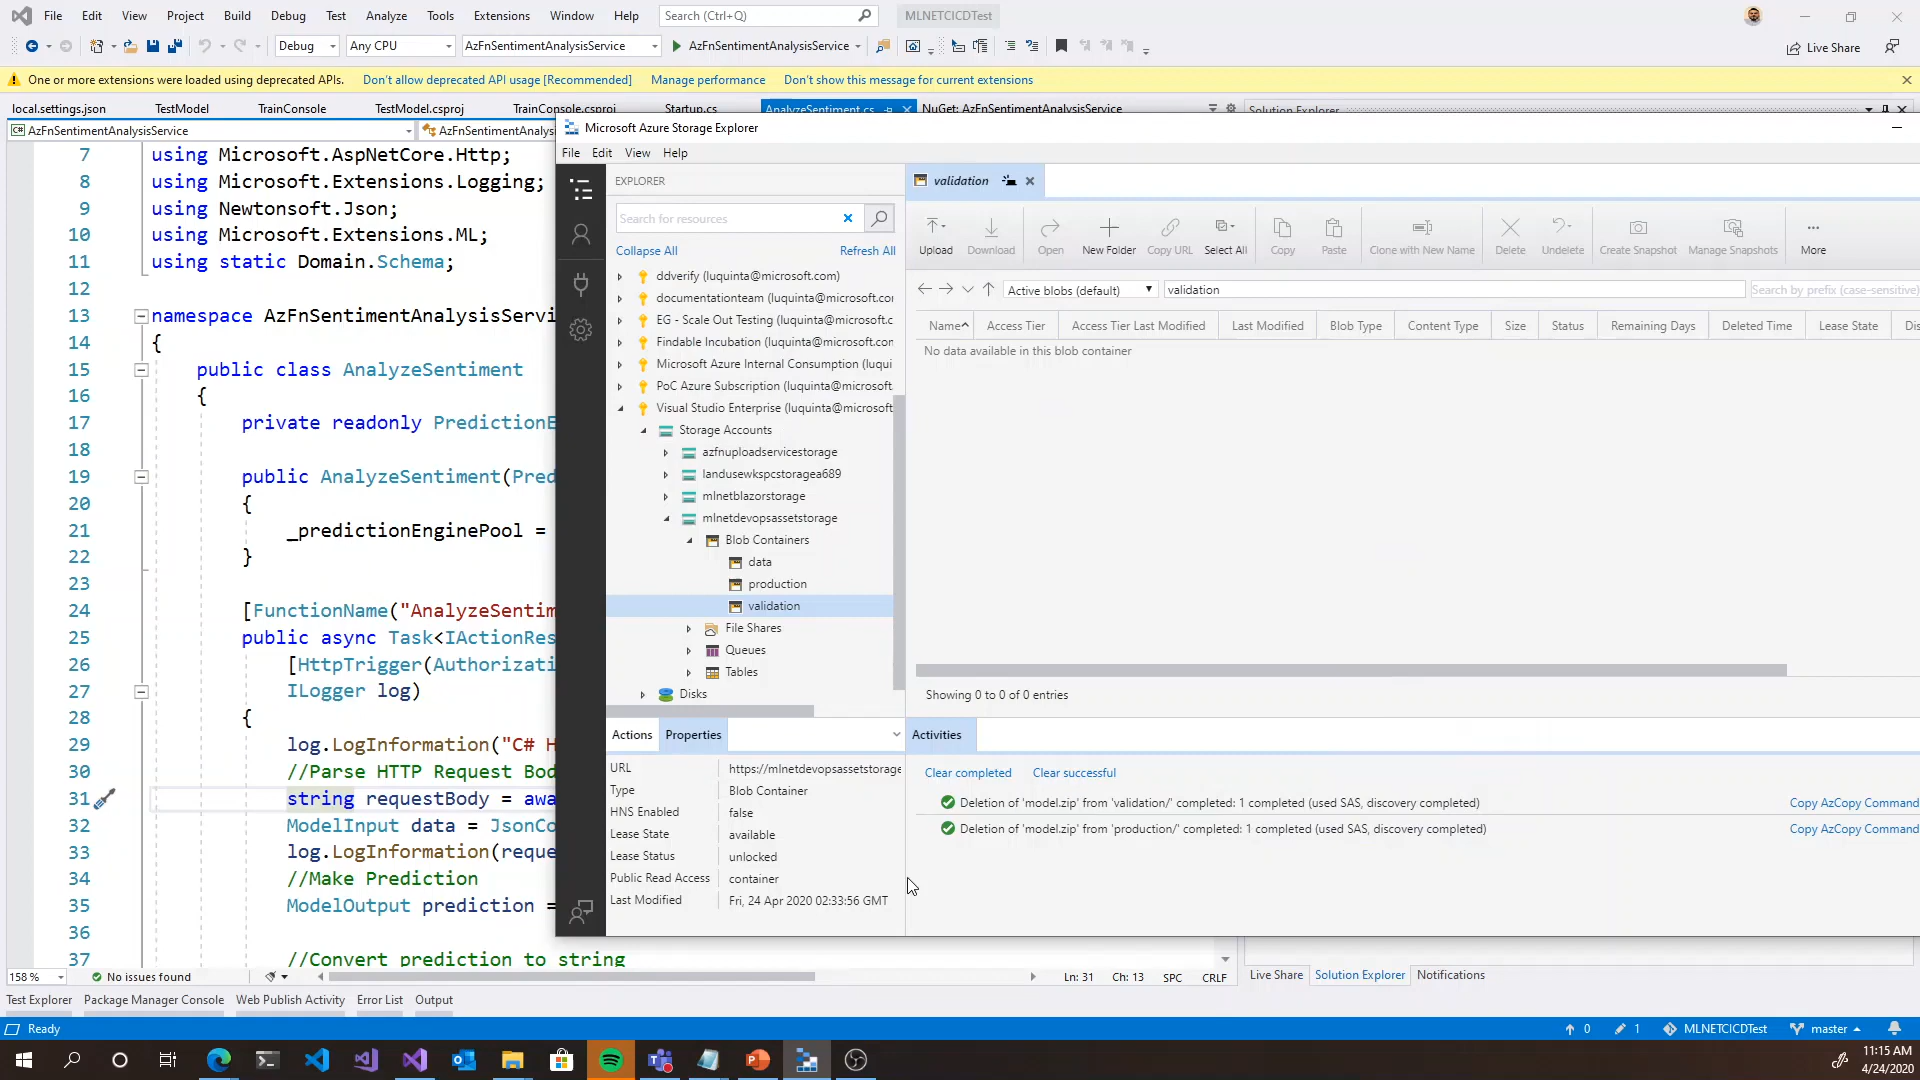 File Edit View Project Build Debug Test Analyze Tools Extensions Window Help Search (Ctrl+Q) MLNETCICDTest
Debug Any CPU AzFnSentimentAnalysisService AzFnSentimentAnalysisService Live Share
One or more extensions were loaded using deprecated APIs. Don't allow deprecated API usage [Recommended] Manage performance Don't show this message for current extensions
local.settings.json TestModel TrainConsole TestModel.csproj TrainConsole.csproj Startup.cs AnalyzeSentiment.cs NuGet: AzFnSentimentAnalysisService Solution Explorer
AzFnSentimentAnalysisService AzFnSentimentAnalysis
7 using Microsoft.AspNetCore.Http;
8 using Microsoft.Extensions.Logging;
9 using Newtonsoft.Json;
10 using Microsoft.Extensions.ML;
11 using static Domain.Schema;
12
13 namespace AzFnSentimentAnalysisServi
14 {
15 public class AnalyzeSentiment
16 {
17 private readonly PredictionE
18
19 public AnalyzeSentiment(Pred
20 {
21 _predictionEnginePool =
22 }
23
24 [FunctionName("AnalyzeSentim
25 public async Task<IActionRes
26 [HttpTrigger(Authorizati
27 ILogger log)
28 {
29 log.LogInformation("C# H
30 //Parse HTTP Request Bod
31 string requestBody = awa
32 ModelInput data = JsonCo
33 log.LogInformation(reque
34 //Make Prediction
35 ModelOutput prediction =
36
37 //Convert prediction to string
158 % No issues found Ln: 31 Ch: 13 SPC CRLF
Test Explorer Package Manager Console Web Publish Activity Error List Output
Live Share Solution Explorer Notifications
Ready 0 1 MLNETCICDTest master
Microsoft Azure Storage Explorer
File Edit View Help
EXPLORER
Search for resources
Collapse All Refresh All
ddverify (luquinta@microsoft.com)
documentationteam (luquinta@microsoft.co
EG - Scale Out Testing (luquinta@microsoft.c
Findable Incubation (luquinta@microsoft.com
Microsoft Azure Internal Consumption (luqui
PoC Azure Subscription (luquinta@microsoft.
Visual Studio Enterprise (luquinta@microsoft
Storage Accounts
azfnuploadservicestorage
landusewkspcstoragea689
mlnetblazorstorage
mlnetdevopsassetstorage
Blob Containers
data
production
validation
File Shares
Queues
Tables
Disks
Actions Properties
URL https://mlnetdevopsassetstorage
Type Blob Container
HNS Enabled false
Lease State available
Lease Status unlocked
Public Read Access container
Last Modified Fri, 24 Apr 2020 02:33:56 GMT
validation
Upload Download Open New Folder Copy URL Select All Copy Paste Clone with New Name Delete Undelete Create Snapshot Manage Snapshots More
Active blobs (default) validation Search by prefix (case-sensitive)
Name Access Tier Access Tier Last Modified Last Modified Blob Type Content Type Size Status Remaining Days Deleted Time Lease State Dis
No data available in this blob container
Showing 0 to 0 of 0 entries
Activities
Clear completed Clear successful
Deletion of 'model.zip' from 'validation/' completed: 1 completed (used SAS, discovery completed) Copy AzCopy Command
Deletion of 'model.zip' from 'production/' completed: 1 completed (used SAS, discovery completed) Copy AzCopy Command
11:15 AM
4/24/2020